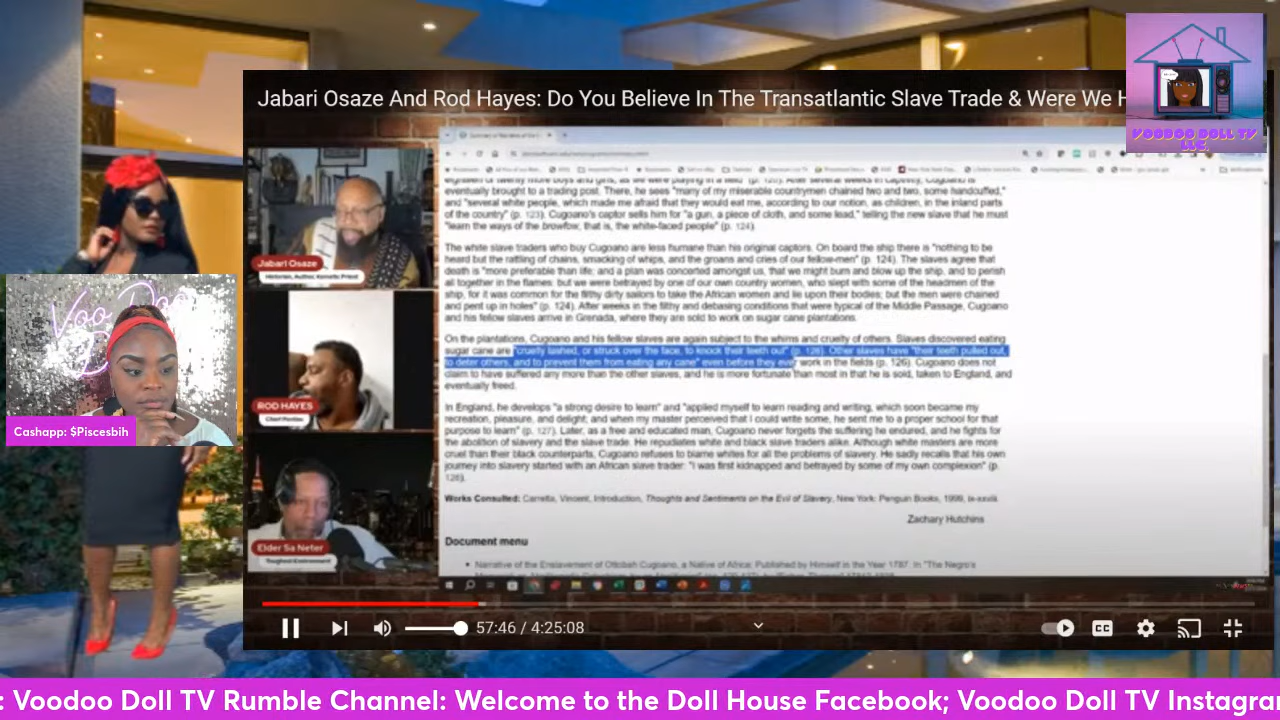 Jabari Osaze And Rod Hayes: Do You Believe In The Transatlantic Slave Trade & Were We H
VOODOO DOLL TV
LLC.
eventually brought to a trading post. There, he sees "many of my miserable countrymen chained two and two, some handcuffed,"
and "several white people, which made me afraid that they would eat me, according to our notion, as children, in the inland parts
of the country" (p. 123). Cugoano's captor sells him for "a gun, a piece of cloth, and some lead," telling the new slave that he must
"learn the ways of the browfow, that is, the white-faced people" (p. 124).
The white slave traders who buy Cugoano are less humane than his original captors. On board the ship there is "nothing to be
heard but the rattling of chains, smacking of whips, and the groans and cries of our fellow-men" (p. 124). The slaves agree that
death is "more preferable than life; and a plan was concerted amongst us, that we might burn and blow up the ship, and to perish
all together in the flames: but we were betrayed by one of our own country women, who slept with some of the headmen of the
ship, for it was common for the filthy dirty sailors to take the African women and lie upon their bodies; but the men were chained
and pent up in holes" (p. 124). After weeks in the filthy and debasing conditions that were typical of the Middle Passage, Cugoano
and his fellow slaves arrive in Grenada, where they are sold to work on sugar cane plantations.
On the plantations, Cugoano and his fellow slaves are again subject to the whims and cruelty of others. Slaves discovered eating
sugar cane are "cruelly lashed, or struck over the face, to knock their teeth out" (p. 126). Other slaves have "their teeth pulled out,
to deter others, and to prevent them from eating any cane" even before they ever work in the fields (p. 126). Cugoano does not
claim to have suffered any more than the other slaves, and he is more fortunate than most in that he is sold, taken to England, and
eventually freed.
In England, he develops "a strong desire to learn" and "applied myself to learn reading and writing, which soon became my
recreation, pleasure, and delight; and when my master perceived that I could write some, he sent me to a proper school for that
purpose to learn" (p. 127). Later, as a free and educated man, Cugoano never forgets the suffering he endured, and he fights for
the abolition of slavery and the slave trade. He repudiates white and black slave traders alike. Although white masters are more
cruel than their black counterparts, Cugoano refuses to blame whites for all the problems of slavery. He sadly recalls that his own
journey into slavery started with an African slave trader: "I was first kidnapped and betrayed by some of my own complexion" (p.
126).
Works Consulted: Carretta, Vincent, Introduction, Thoughts and Sentiments on the Evil of Slavery, New York: Penguin Books, 1999, ix-xxviii.
Zachary Hutchins
Document menu
Narrative of the Enslavement of Ottobah Cugoano, a Native of Africa; Published by Himself in the Year 1787. In "The Negro's
Jabari Osaze
Historian, Author, Kemetic Priest
ROD HAYES
Elder Sa Neter
VooDoo
Cashapp: $Piscesbih
57:46 / 4:25:08
CC
: Voodoo Doll TV Rumble Channel: Welcome to the Doll House Facebook; Voodoo Doll TV Instagra